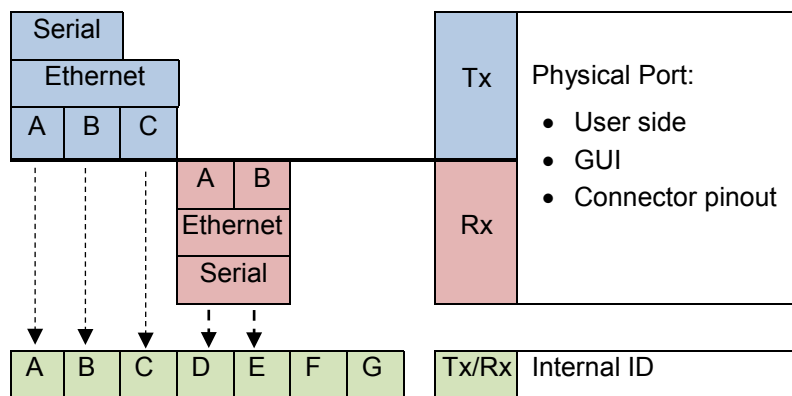 Serial
Ethernet
A B C
A B
Ethernet
Serial
A B C D E F G
Tx
Rx
Physical Port:
• User side
• GUI
• Connector pinout
Tx/Rx Internal ID